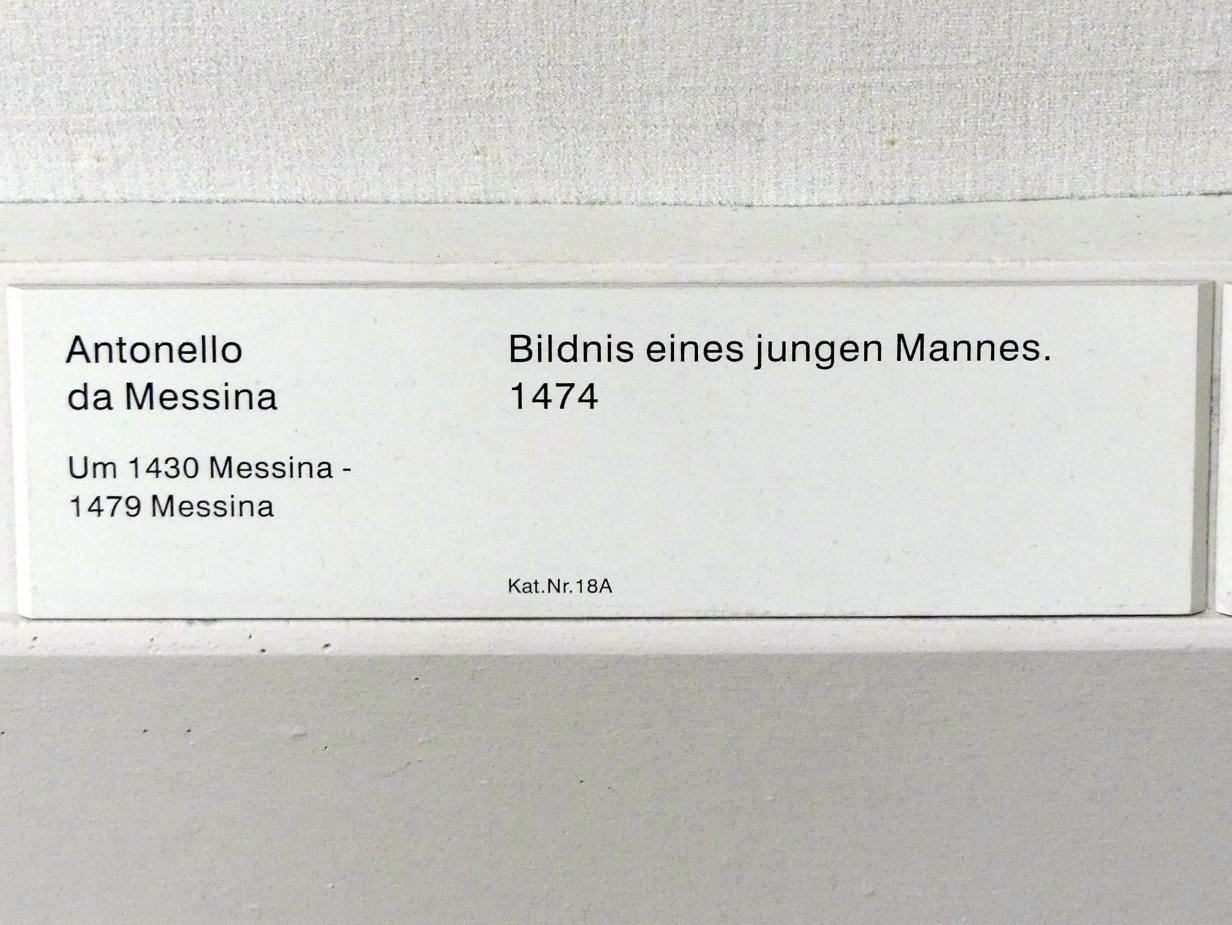 Antonello
da Messina
Um 1430 Messina -
1479 Messina
Bildnis eines jungen Mannes.
1474
Kat.Nr.18A